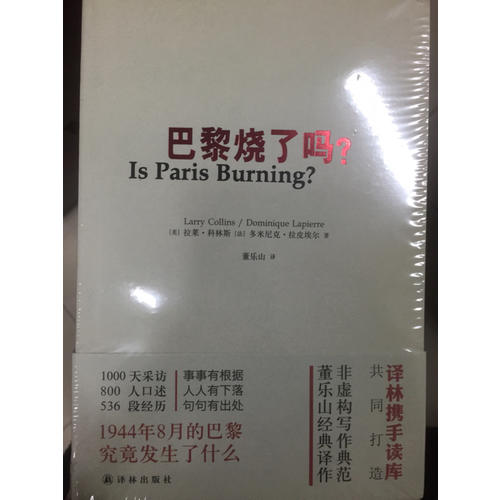 巴黎烧了吗?
Is Paris Burning?
Larry Collins / Dominique Lapierre
[美] 拉莱·科林斯 [法] 多米尼克·拉皮埃尔 著
董乐山 译
1000 天采访
800 人口述
536 段经历
事事有根据
人人有下落
句句有出处
1944年8月的巴黎
究竟发生了什么
译林出版社
译林携手读库
共同打造
非虚构写作典范
董乐山经典译作